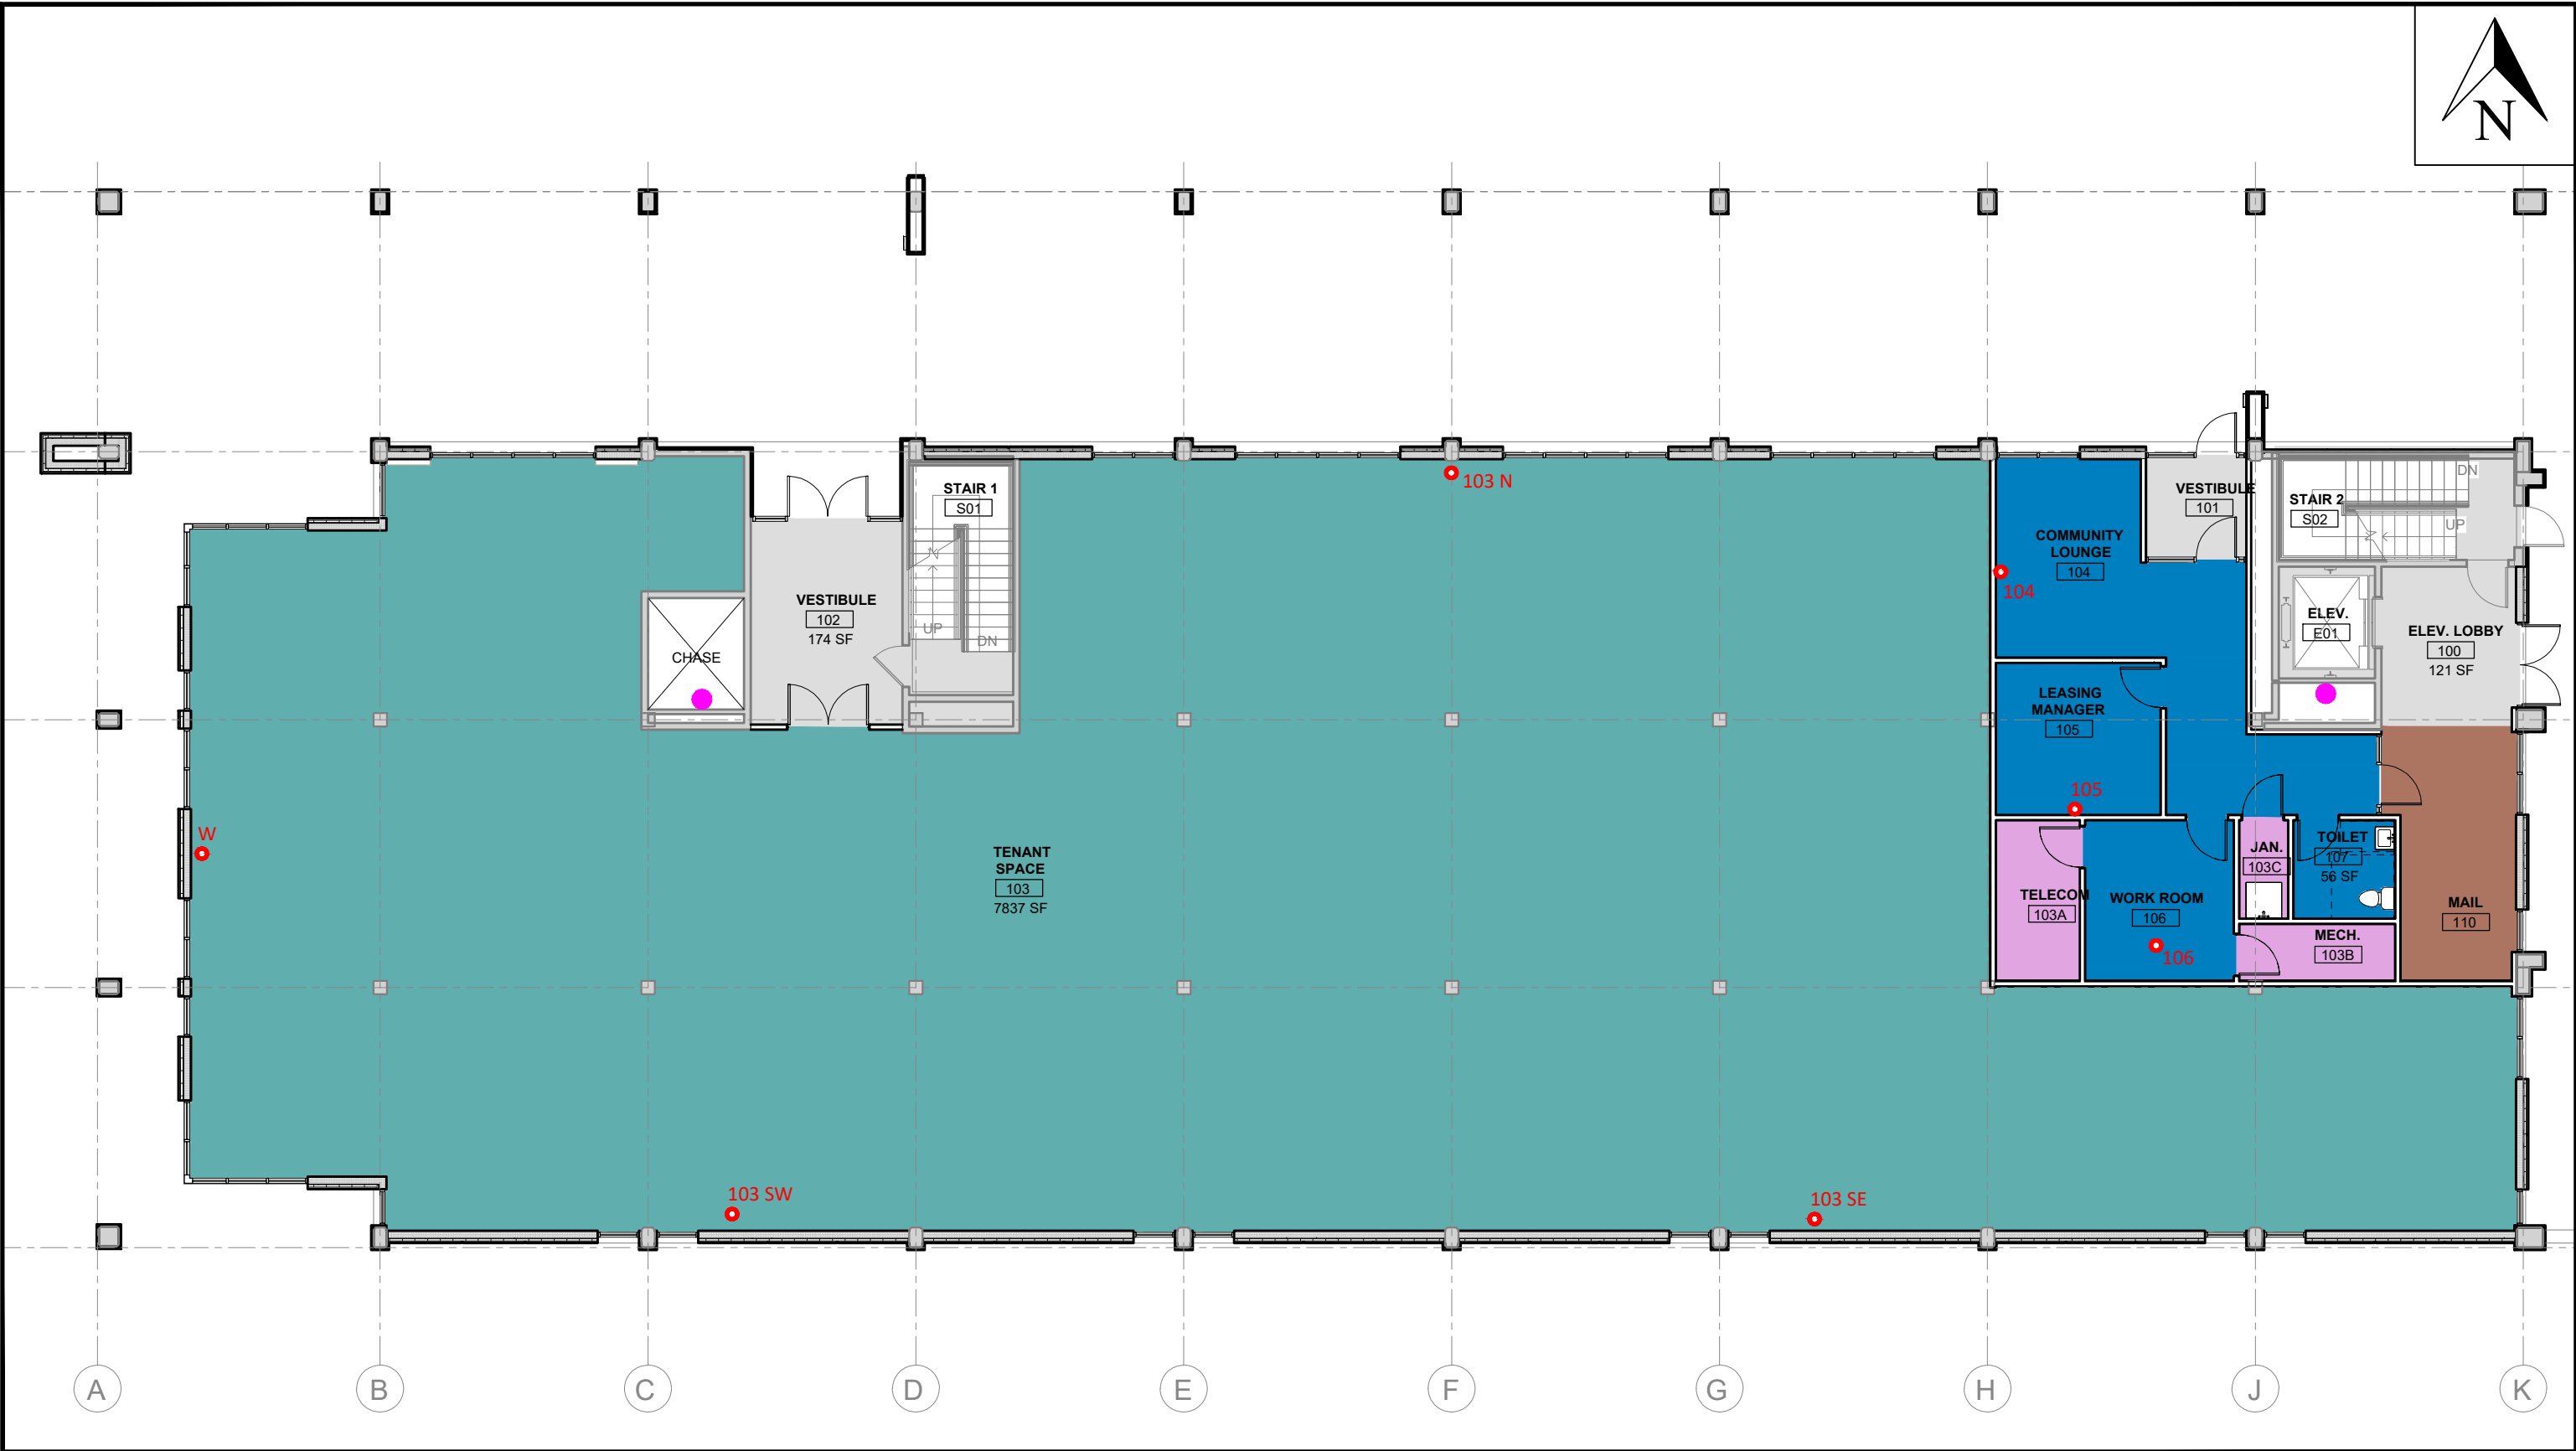 N
STAIR 1
S01
103 N
VESTIBULE
101
STAIR 2
S02
DN
UP
COMMUNITY
LOUNGE
104
104
VESTIBULE
102
174 SF
UP
DN
CHASE
ELEV.
E01
ELEV. LOBBY
100
121 SF
LEASING
MANAGER
105
105
W
TENANT
SPACE
103
7837 SF
TELECOM
103A
WORK ROOM
106
106
JAN.
103C
TOILET
107
56 SF
MECH.
103B
MAIL
110
103 SW
103 SE
A
B
C
D
E
F
G
H
J
K